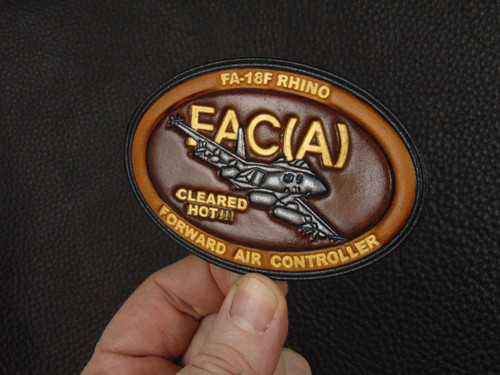 FA-18F RHINO
FAC(A)
CLEARED
HOT!!!
FORWARD AIR CONTROLLER